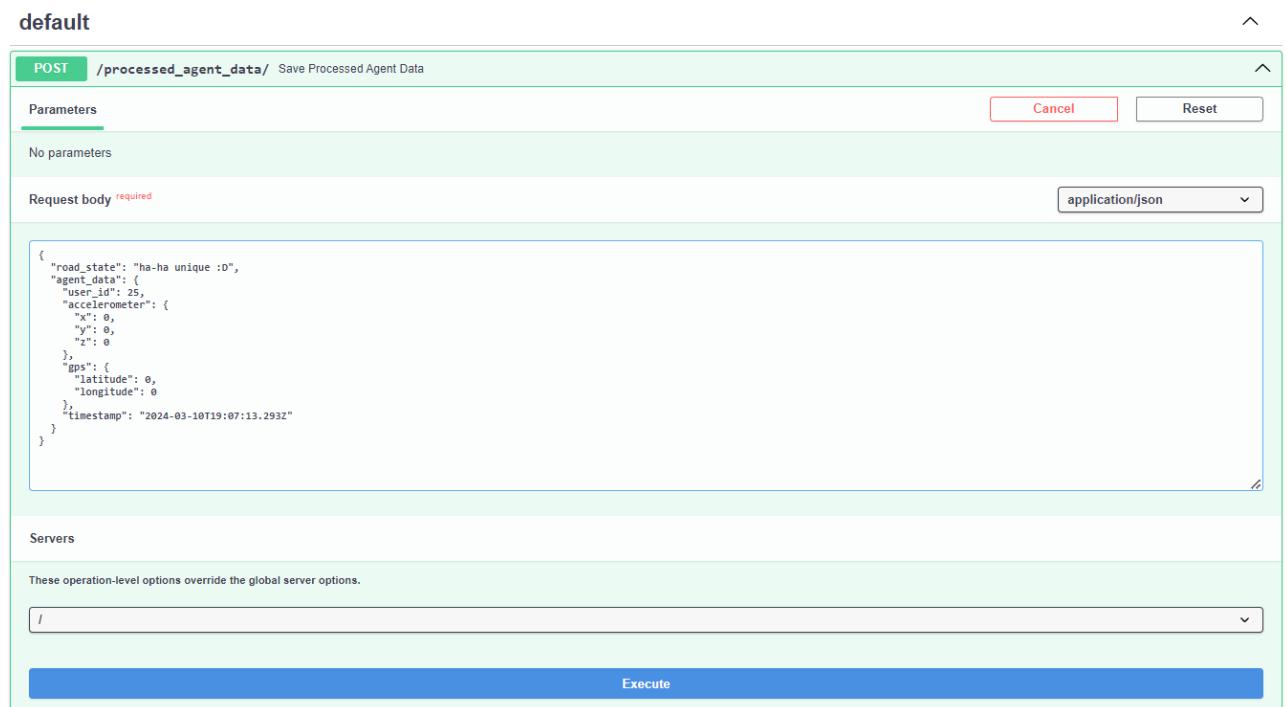 default
POST /processed_agent_data/ Save Processed Agent Data
Parameters
Cancel
Reset
No parameters
Request body required
application/json
{
  "road_state": "ha-ha unique :D",
  "agent_data": {
    "user_id": 25,
    "accelerometer": {
      "x": 0,
      "y": 0,
      "z": 0
    },
    "gps": {
      "latitude": 0,
      "longitude": 0
    },
    "timestamp": "2024-03-10T19:07:13.293Z"
  }
}
Servers
These operation-level options override the global server options.
/
Execute